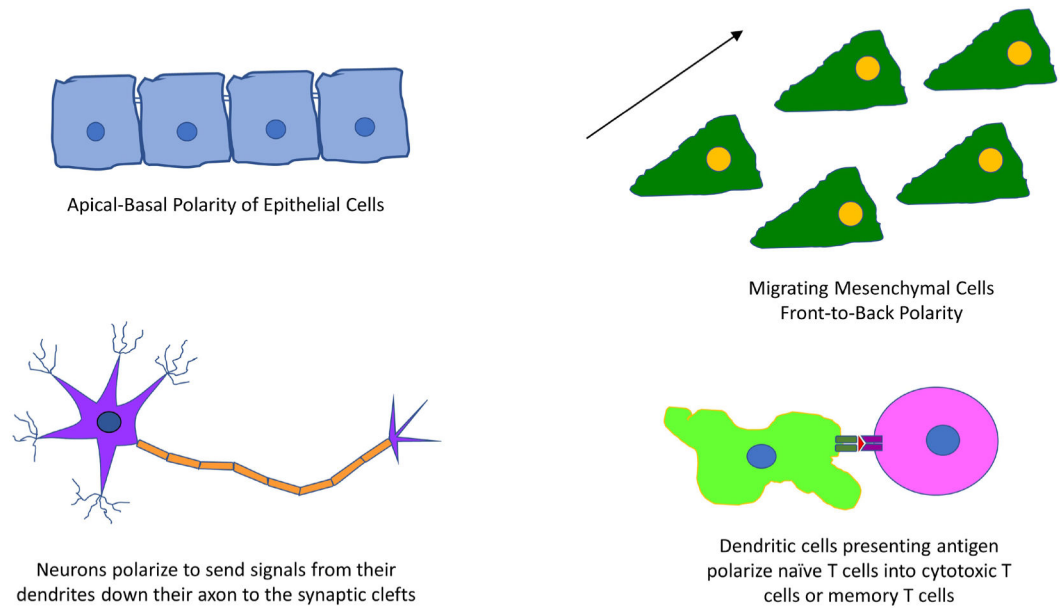 Apical-Basal Polarity of Epithelial Cells
Migrating Mesenchymal Cells
Front-to-Back Polarity
Neurons polarize to send signals from their
dendrites down their axon to the synaptic clefts
Dendritic cells presenting antigen
polarize naïve T cells into cytotoxic T
cells or memory T cells